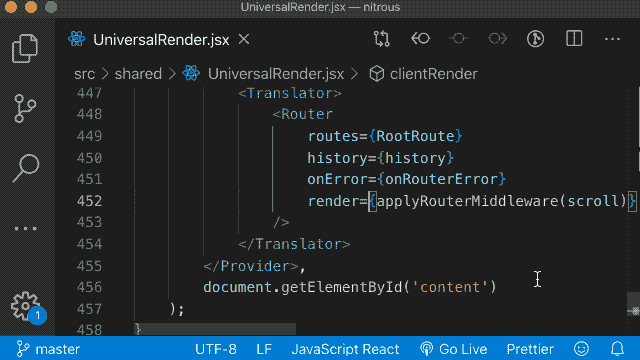 UniversalRender.jsx — nitrous
UniversalRender.jsx
src > shared > UniversalRender.jsx > clientRender
447 <Translator>
448 <Router
449 routes={RootRoute}
450 history={history}
451 onError={onRouterError}
452 render={applyRouterMiddleware(scroll)}
453 />
454 </Translator>
455 </Provider>,
456 document.getElementById('content')
457 );
458 }
1
master UTF-8 LF JavaScript React Go Live Prettier